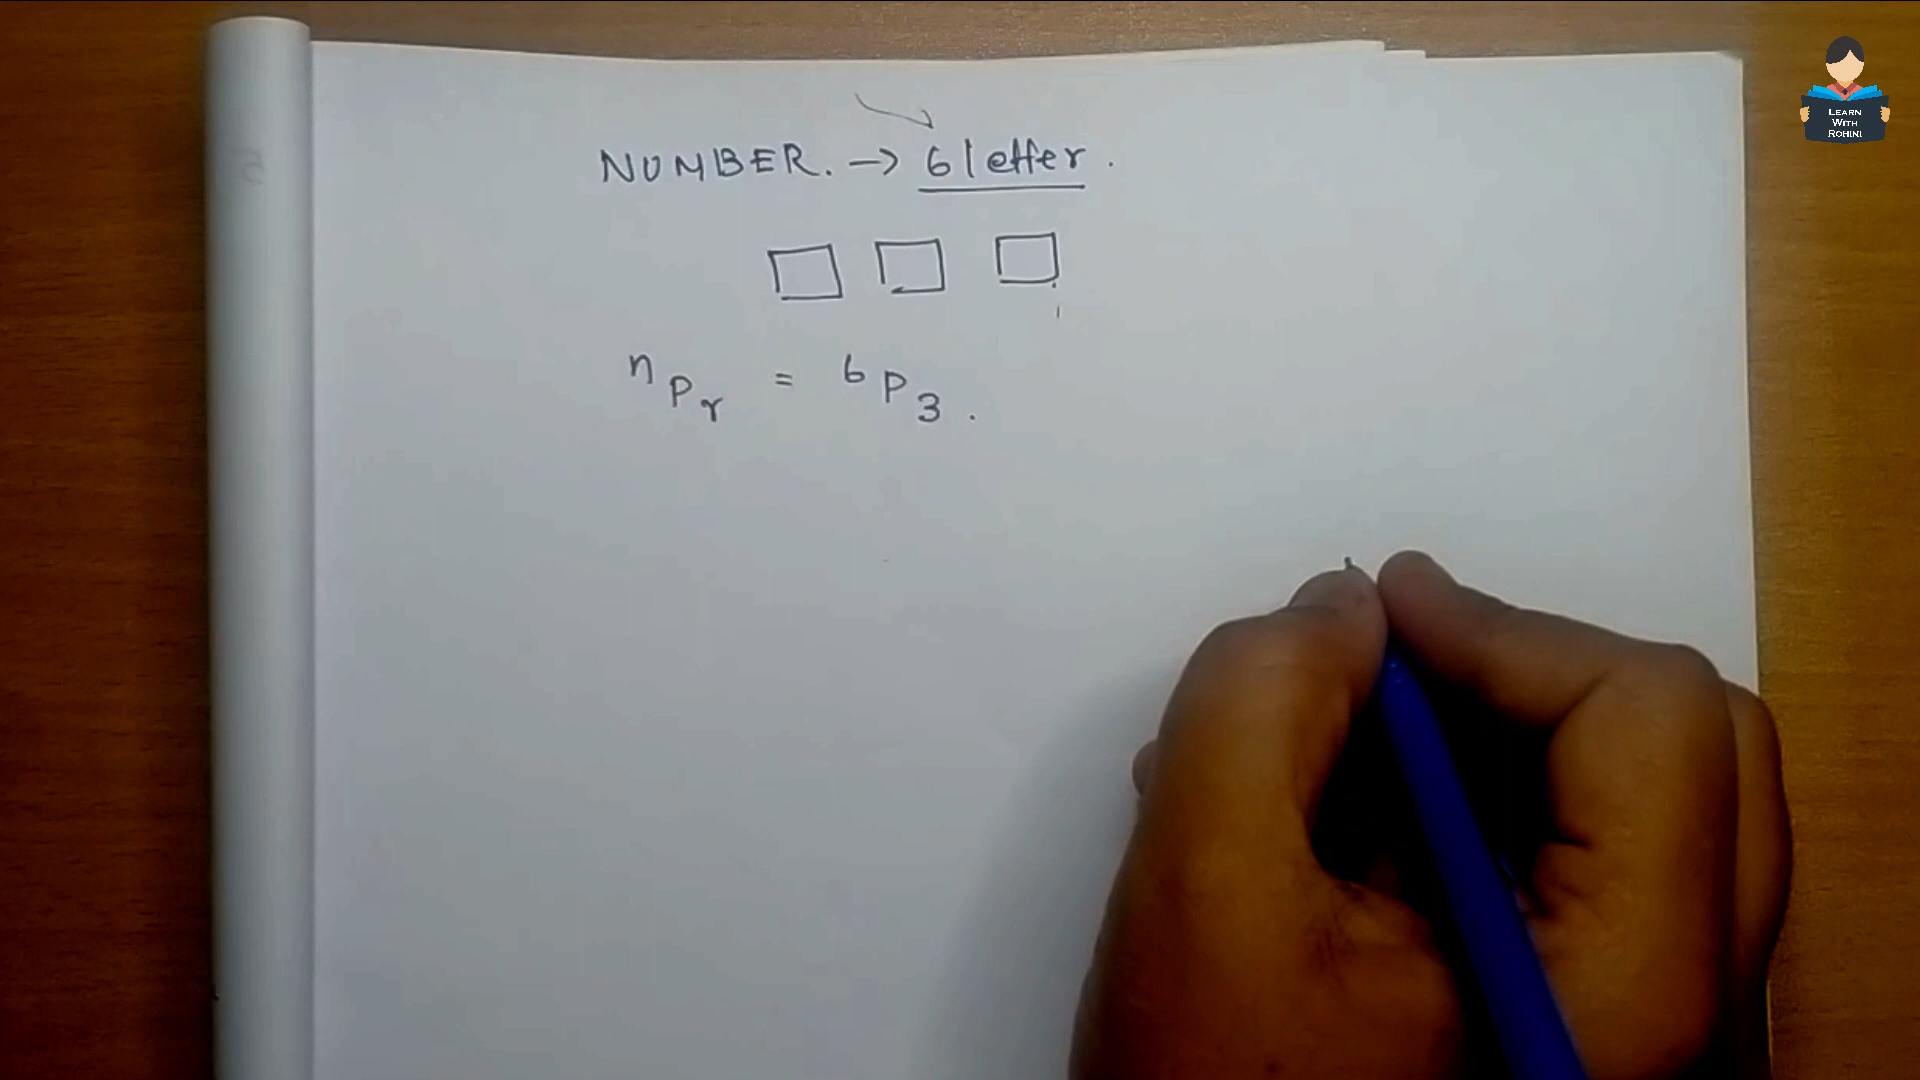 NUMBER. → 6 letter.
nPr = 6P3.
LEARN
WITH
ROHINI